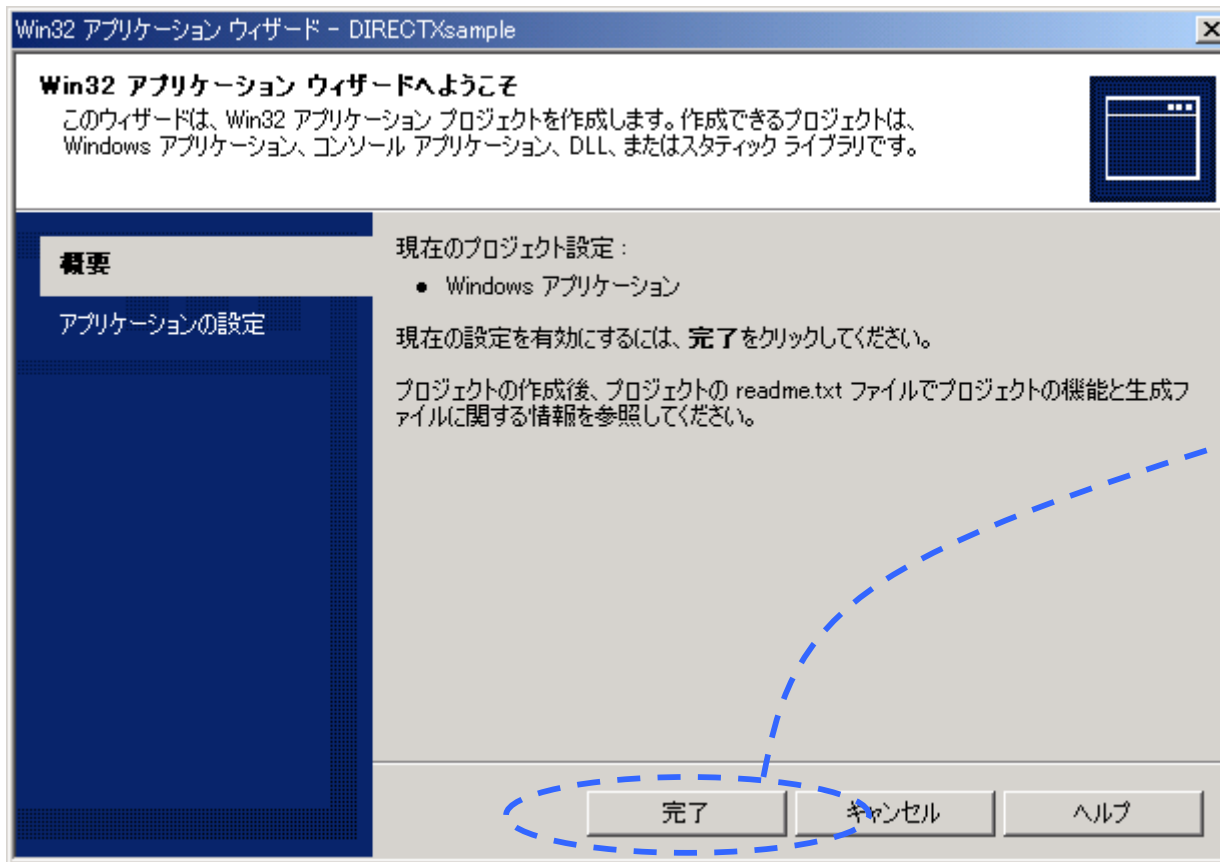 Win32 アプリケーション ウィザード - DIRECTXsample
Win32 アプリケーション ウィザードへようこそ
このウィザードは、Win32 アプリケーション プロジェクトを作成します。作成できるプロジェクトは、
Windows アプリケーション、コンソール アプリケーション、DLL、またはスタティック ライブラリです。
概要
アプリケーションの設定
現在のプロジェクト設定：
● Windows アプリケーション
現在の設定を有効にするには、完了をクリックしてください。
プロジェクトの作成後、プロジェクトの readme.txt ファイルでプロジェクトの機能と生成フ
ァイルに関する情報を参照してください。
完了
キャンセル
ヘルプ